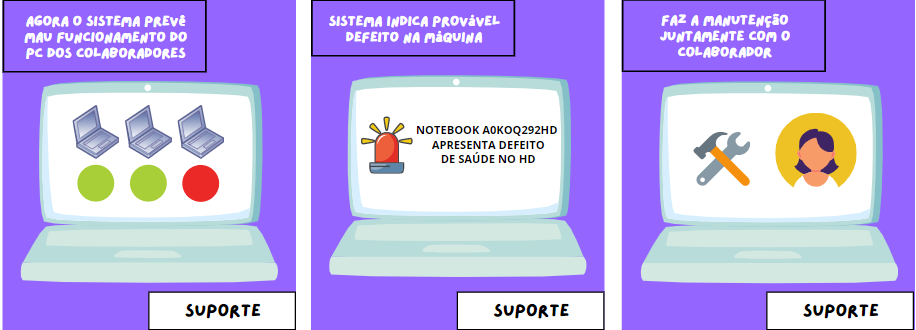 AGORA O SISTEMA PREVÊ
MAU FUNCIONAMENTO DO
PC DOS COLABORADORES
SUPORTE
SISTEMA INDICA PROVÁVEL
DEFEITO NA MÁQUINA
NOTEBOOK A0KOQ292HD
APRESENTA DEFEITO
DE SAÚDE NO HD
SUPORTE
FAZ A MANUTENÇÃO
JUNTAMENTE COM O
COLABORADOR
SUPORTE